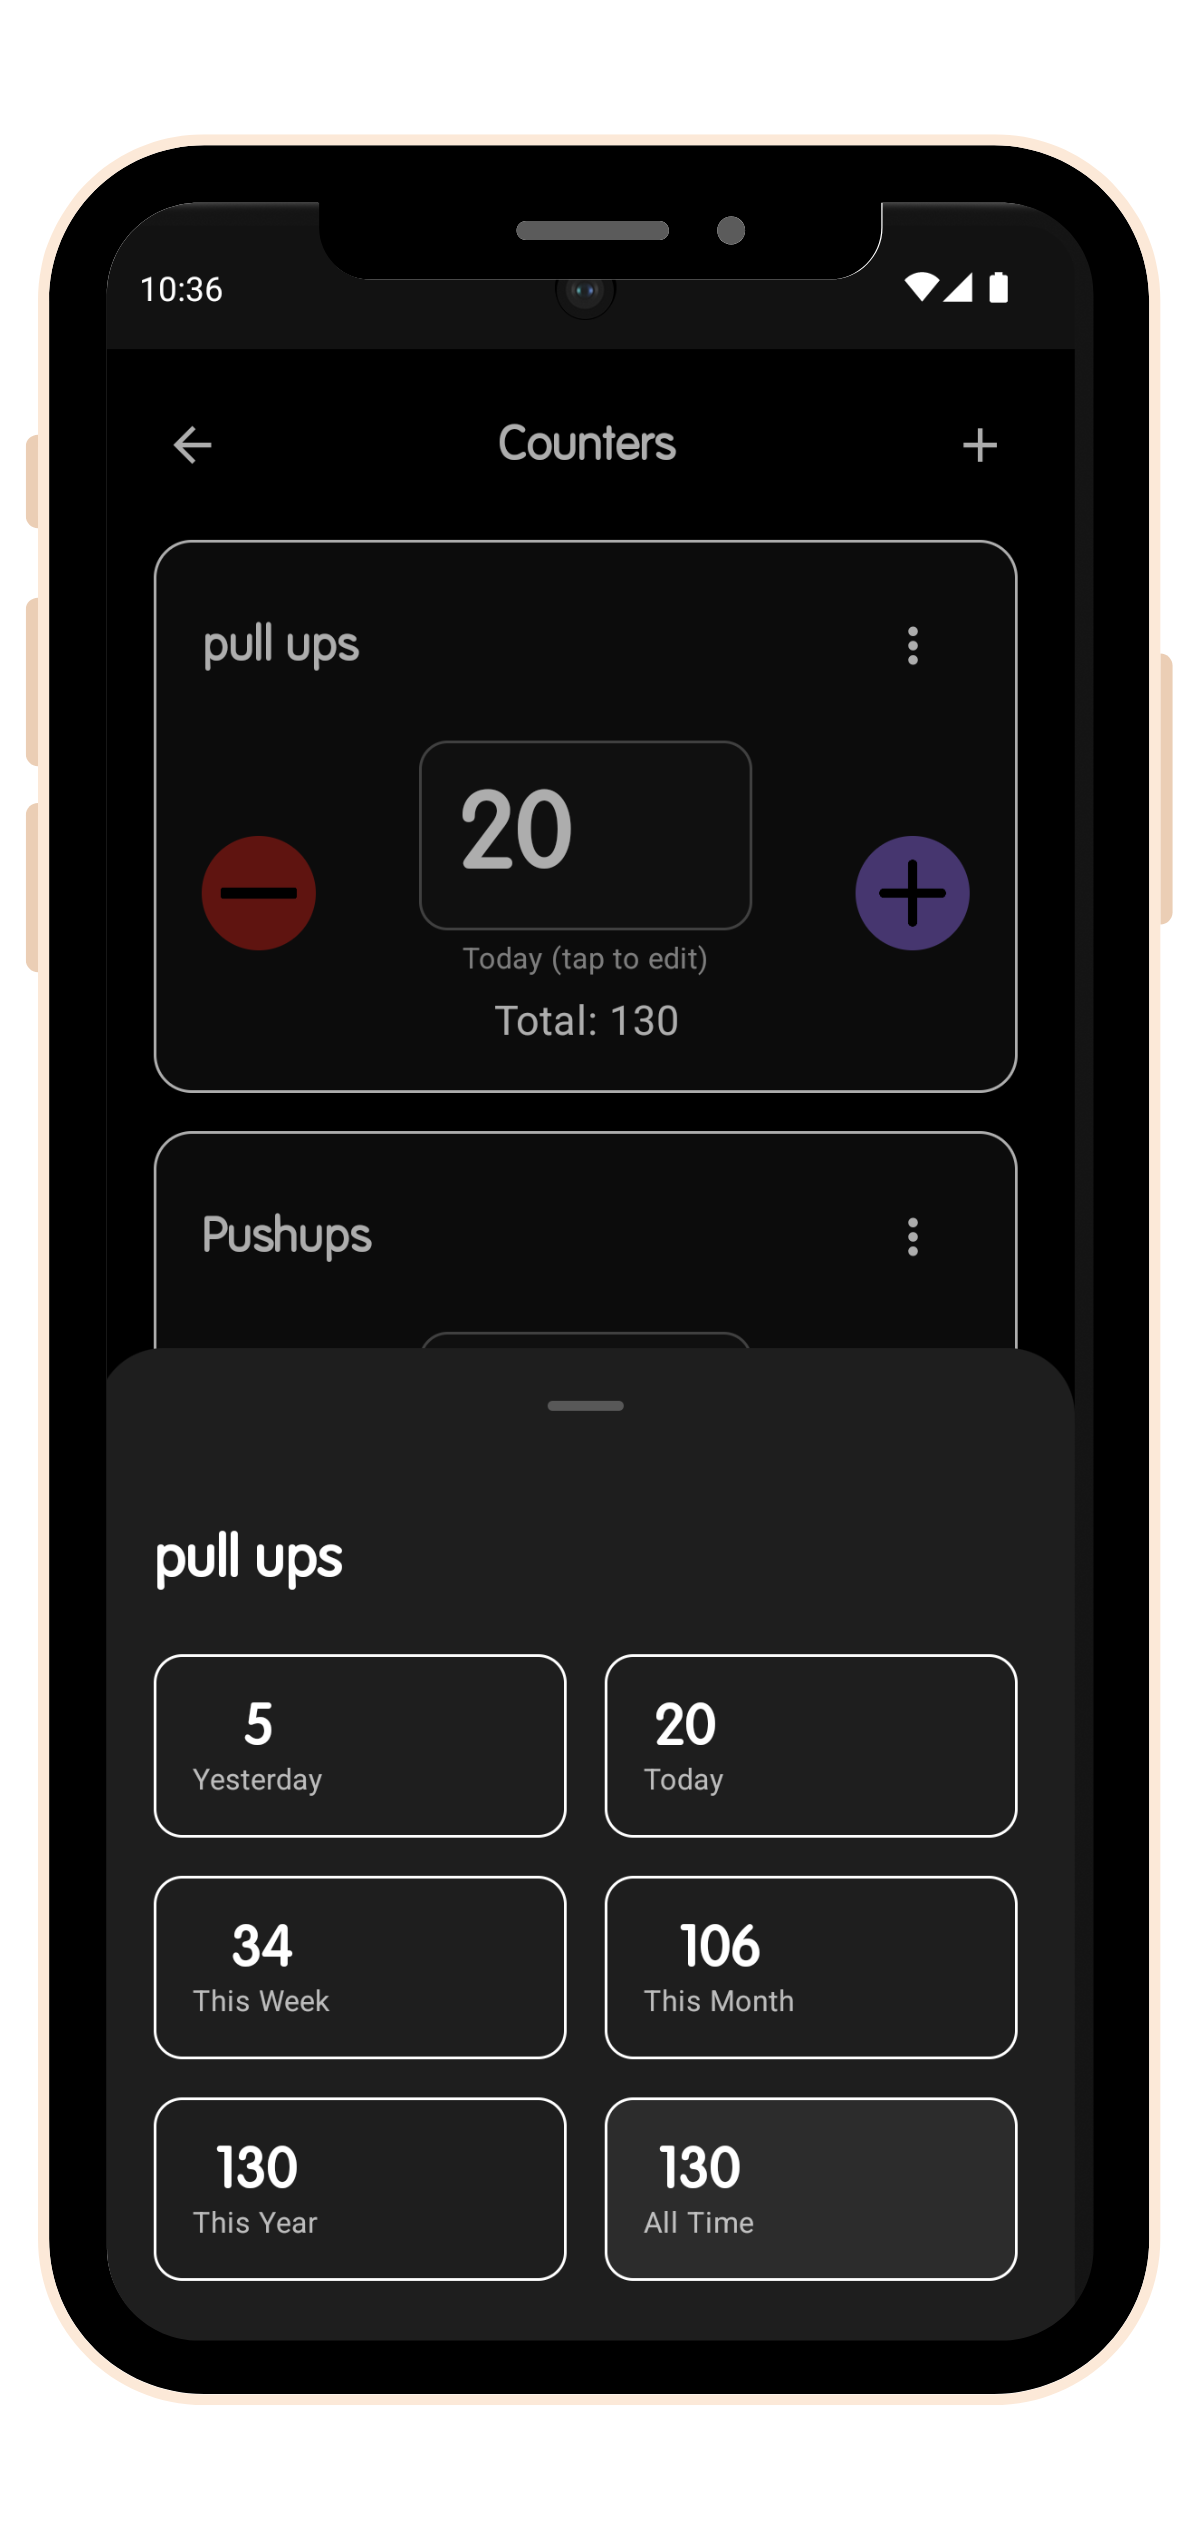 10:36
Counters
pull ups
20
Today (tap to edit)
Total: 130
Pushups
pull ups
5
Yesterday
20
Today
34
This Week
106
This Month
130
This Year
130
All Time